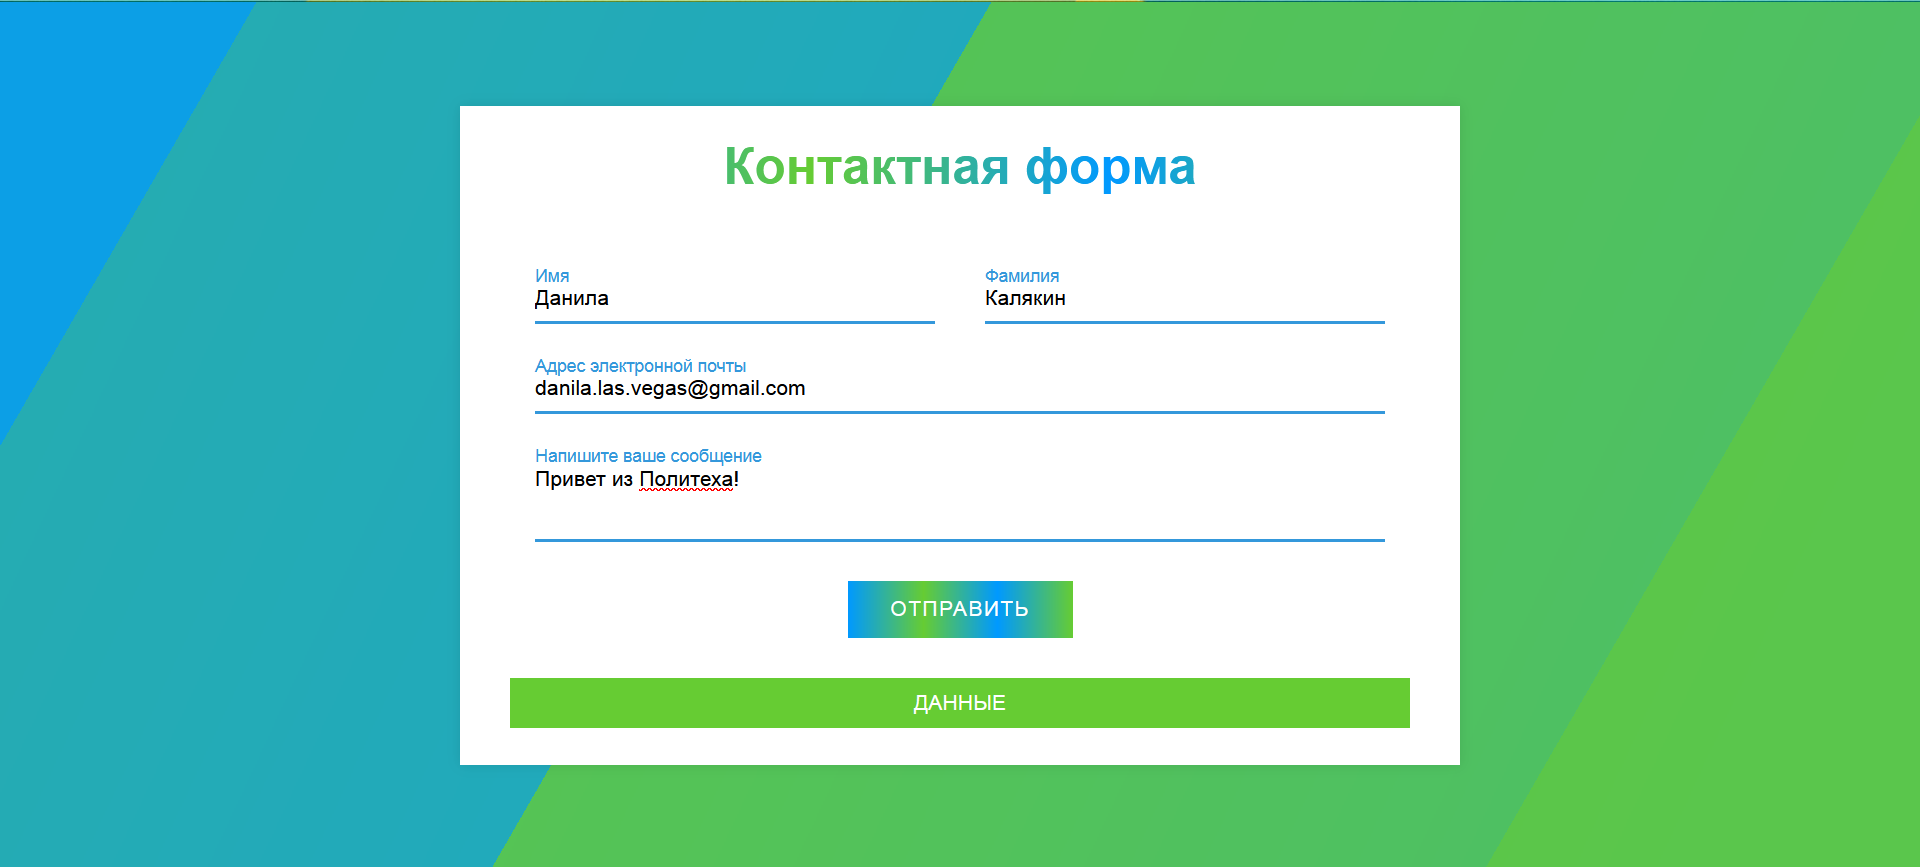 Контактная форма
Имя
Данила
Фамилия
Калякин
Адрес электронной почты
danila.las.vegas@gmail.com
Напишите ваше сообщение
Привет из Политеха!
ОТПРАВИТЬ
ДАННЫЕ